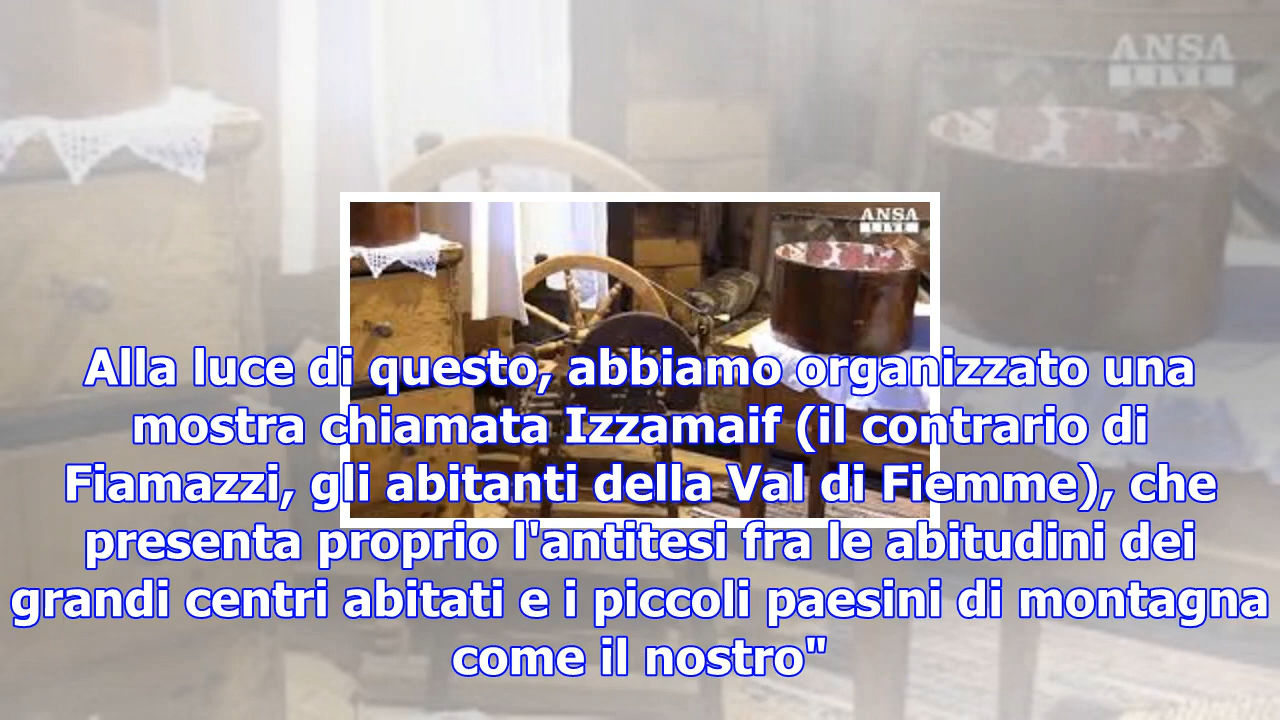 ANSA
LIVE
ANSA
LIVE
Alla luce di questo, abbiamo organizzato una
mostra chiamata Izzamaif (il contrario di
Fiamazzi, gli abitanti della Val di Fiemme), che
presenta proprio l'antitesi fra le abitudini dei
grandi centri abitati e i piccoli paesini di montagna
come il nostro"